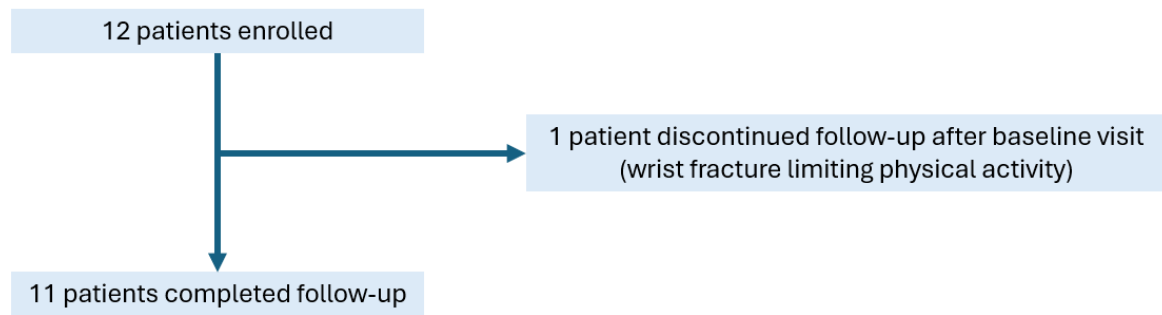 12 patients enrolled
1 patient discontinued follow-up after baseline visit
(wrist fracture limiting physical activity)
11 patients completed follow-up